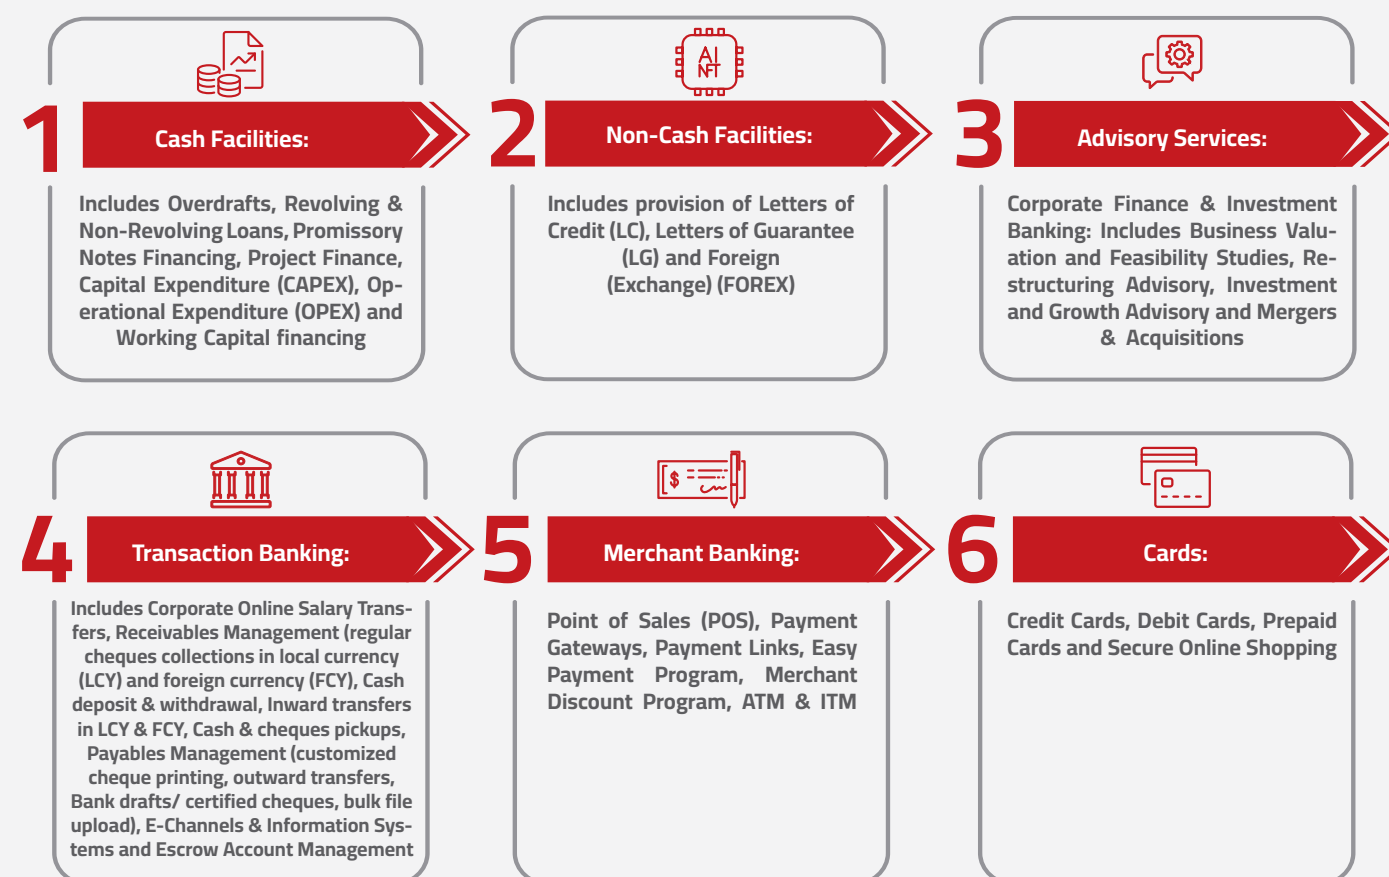 AI
NFT
1
Cash Facilities:
Includes Overdrafts, Revolving &
Non-Revolving Loans, Promissory
Notes Financing, Project Finance,
Capital Expenditure (CAPEX), Op-
erational Expenditure (OPEX) and
Working Capital financing
2
Non-Cash Facilities:
Includes provision of Letters of
Credit (LC), Letters of Guarantee
(LG) and Foreign
(Exchange) (FOREX)
3
Advisory Services:
Corporate Finance & Investment
Banking: Includes Business Valu-
ation and Feasibility Studies, Re-
structuring Advisory, Investment
and Growth Advisory and Mergers
& Acquisitions
4
Transaction Banking:
Includes Corporate Online Salary Trans-
fers, Receivables Management (regular
cheques collections in local currency
(LCY) and foreign currency (FCY), Cash
deposit & withdrawal, Inward transfers
in LCY & FCY, Cash & cheques pickups,
Payables Management (customized
cheque printing, outward transfers,
Bank drafts/ certified cheques, bulk file
upload), E-Channels & Information Sys-
tems and Escrow Account Management
$
5
Merchant Banking:
Point of Sales (POS), Payment
Gateways, Payment Links, Easy
Payment Program, Merchant
Discount Program, ATM & ITM
6
Cards:
Credit Cards, Debit Cards, Prepaid
Cards and Secure Online Shopping